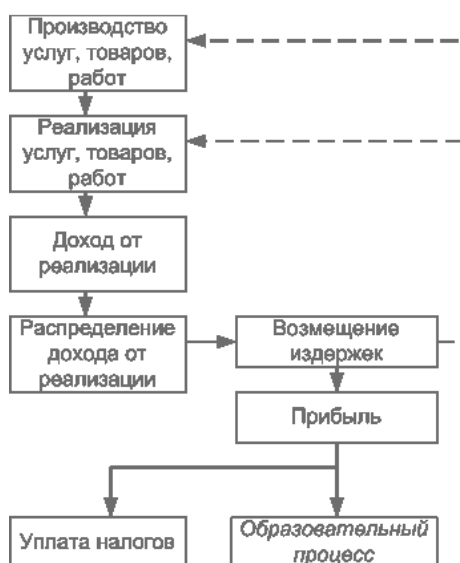 Производство
услуг, товаров,
работ
Реализация
услуг, товаров,
работ
Доход от
реализации
Распределение
дохода от
реализации
Возмещение
издержек
Прибыль
Уплата налогов
Образовательный
процесс